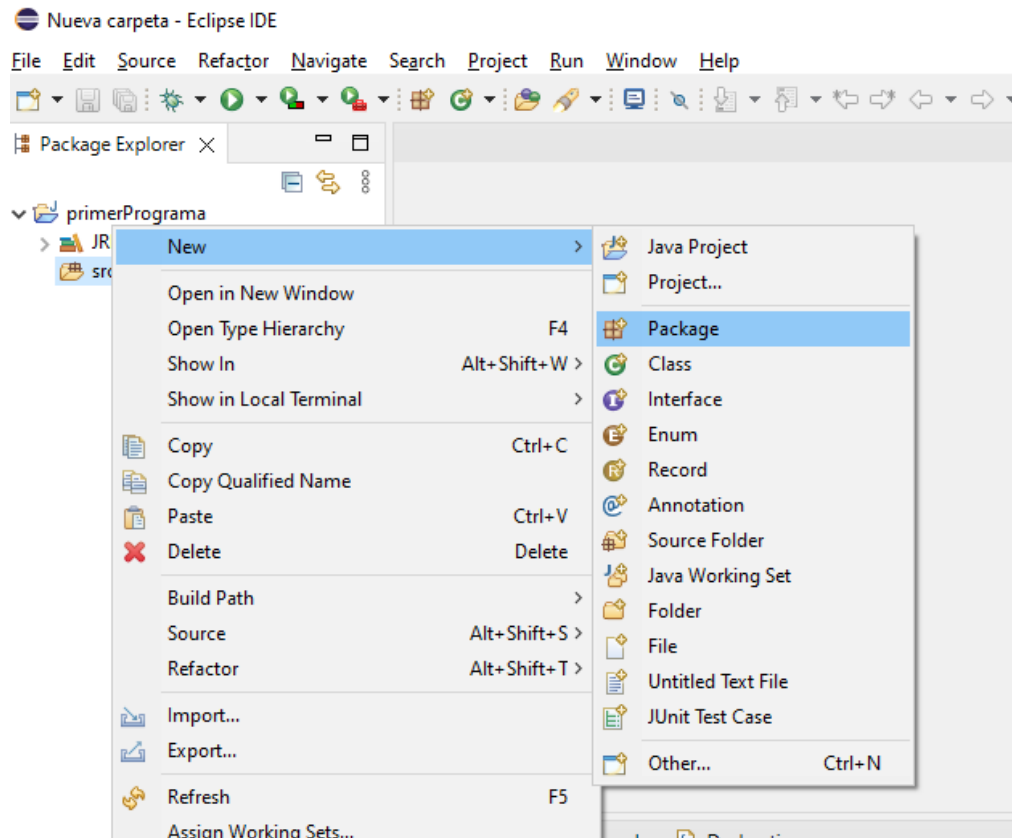 Nueva carpeta - Eclipse IDE
File Edit Source Refactor Navigate Search Project Run Window Help
Package Explorer
primerPrograma
JR
src
New
Open in New Window
Open Type Hierarchy F4
Show In Alt+Shift+W >
Show in Local Terminal
Copy Ctrl+C
Copy Qualified Name
Paste Ctrl+V
Delete Delete
Build Path
Source Alt+Shift+S >
Refactor Alt+Shift+T >
Import...
Export...
Refresh F5
Assign Working Sets...
Java Project
Project...
Package
Class
Interface
Enum
Record
Annotation
Source Folder
Java Working Set
Folder
File
Untitled Text File
JUnit Test Case
Other... Ctrl+N